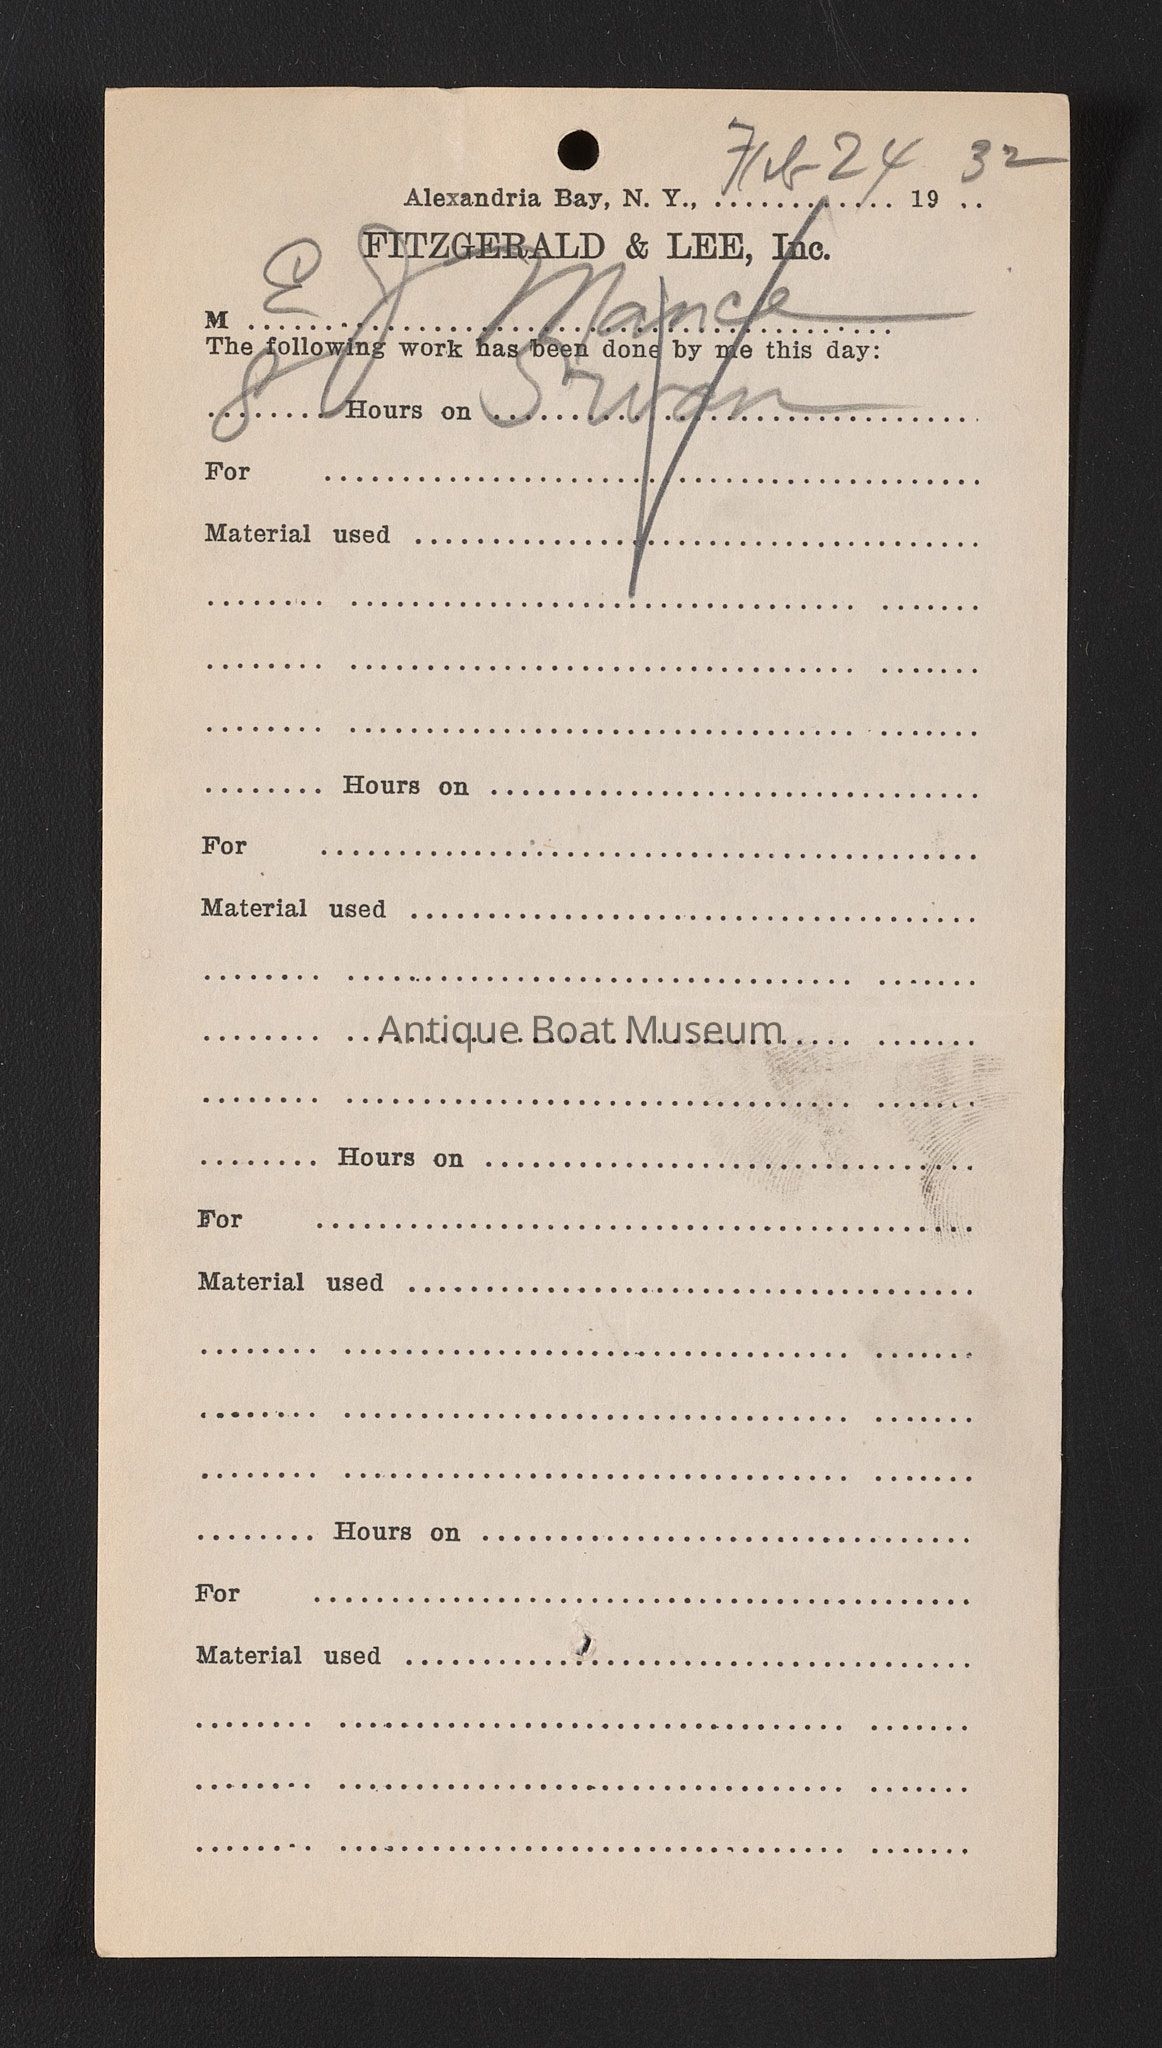 Feb 24 32
Alexandria Bay, N. Y., ............ 19 ..
FITZGERALD & LEE, Inc.
M E J Mance
The following work has been done by me this day:
8 Hours on Swan
For ..........................................
Material used ....................................
........ ................................. .......
........ ................................. .......
........ ................................. .......
........ Hours on ................................
For ..........................................
Material used ....................................
........ ................................. .......
Antique Boat Museum
........ ................................. .......
........ ................................. .......
........ Hours on ................................
For ..........................................
Material used ....................................
........ ................................. .......
........ ................................. .......
........ ................................. .......
........ Hours on ................................
For ..........................................
Material used ....................................
........ ................................. .......
........ ................................. .......
........ ................................. .......